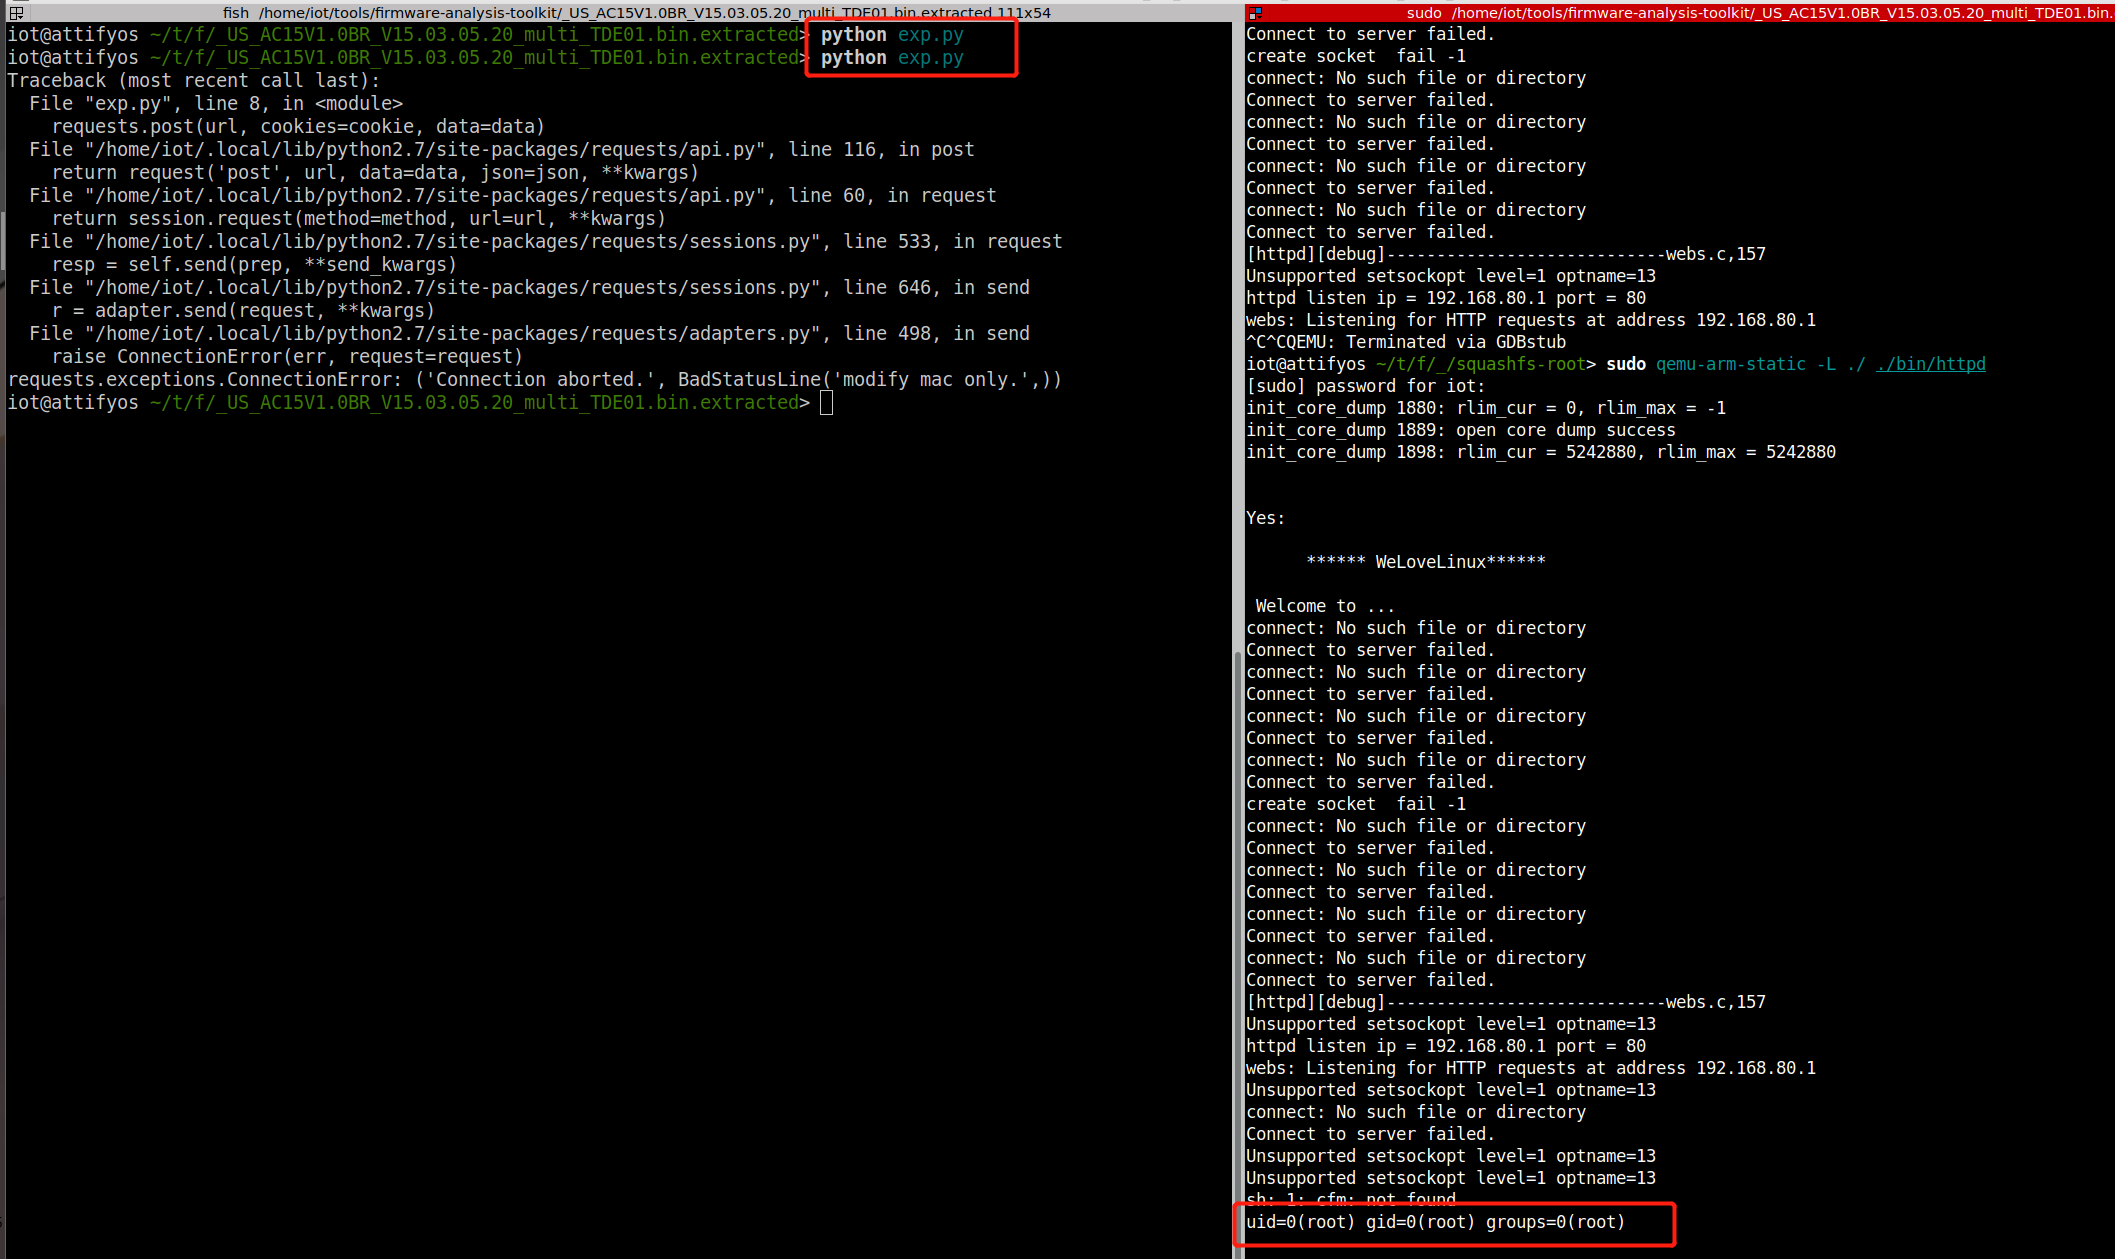 fish /home/iot/tools/firmware-analysis-toolkit/_US_AC15V1.0BR_V15.03.05.20_multi_TDE01.bin.extracted 111x54
iot@attifyos ~/t/f/_US_AC15V1.0BR_V15.03.05.20_multi_TDE01.bin.extracted> python exp.py
iot@attifyos ~/t/f/_US_AC15V1.0BR_V15.03.05.20_multi_TDE01.bin.extracted> python exp.py
Traceback (most recent call last):
  File "exp.py", line 8, in <module>
    requests.post(url, cookies=cookie, data=data)
  File "/home/iot/.local/lib/python2.7/site-packages/requests/api.py", line 116, in post
    return request('post', url, data=data, json=json, **kwargs)
  File "/home/iot/.local/lib/python2.7/site-packages/requests/api.py", line 60, in request
    return session.request(method=method, url=url, **kwargs)
  File "/home/iot/.local/lib/python2.7/site-packages/requests/sessions.py", line 533, in request
    resp = self.send(prep, **send_kwargs)
  File "/home/iot/.local/lib/python2.7/site-packages/requests/sessions.py", line 646, in send
    r = adapter.send(request, **kwargs)
  File "/home/iot/.local/lib/python2.7/site-packages/requests/adapters.py", line 498, in send
    raise ConnectionError(err, request=request)
requests.exceptions.ConnectionError: ('Connection aborted.', BadStatusLine('modify mac only.',))
iot@attifyos ~/t/f/_US_AC15V1.0BR_V15.03.05.20_multi_TDE01.bin.extracted>
sudo /home/iot/tools/firmware-analysis-toolkit/_US_AC15V1.0BR_V15.03.05.20_multi_TDE01.bin.
Connect to server failed.
create socket  fail -1
connect: No such file or directory
Connect to server failed.
connect: No such file or directory
Connect to server failed.
connect: No such file or directory
Connect to server failed.
connect: No such file or directory
Connect to server failed.
[httpd][debug]----------------------------webs.c,157
Unsupported setsockopt level=1 optname=13
httpd listen ip = 192.168.80.1 port = 80
webs: Listening for HTTP requests at address 192.168.80.1
^C^CQEMU: Terminated via GDBstub
iot@attifyos ~/t/f/_/squashfs-root> sudo qemu-arm-static -L ./ ./bin/httpd
[sudo] password for iot:
init_core_dump 1880: rlim_cur = 0, rlim_max = -1
init_core_dump 1889: open core dump success
init_core_dump 1898: rlim_cur = 5242880, rlim_max = 5242880
Yes:
****** WeLoveLinux******
Welcome to ...
connect: No such file or directory
Connect to server failed.
connect: No such file or directory
Connect to server failed.
connect: No such file or directory
Connect to server failed.
connect: No such file or directory
Connect to server failed.
create socket  fail -1
connect: No such file or directory
Connect to server failed.
connect: No such file or directory
Connect to server failed.
connect: No such file or directory
Connect to server failed.
connect: No such file or directory
Connect to server failed.
[httpd][debug]----------------------------webs.c,157
Unsupported setsockopt level=1 optname=13
httpd listen ip = 192.168.80.1 port = 80
webs: Listening for HTTP requests at address 192.168.80.1
Unsupported setsockopt level=1 optname=13
connect: No such file or directory
Connect to server failed.
Unsupported setsockopt level=1 optname=13
Unsupported setsockopt level=1 optname=13
sh: 1: cfm: not found
uid=0(root) gid=0(root) groups=0(root)